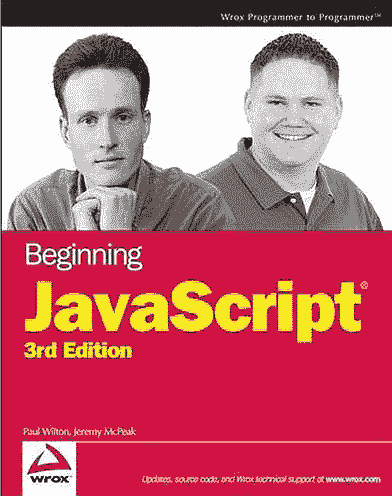 Wrox Programmer to Programmer™
Beginning
JavaScript®
3rd Edition
Paul Wilton, Jeremy McPeak
wrox
Updates, source code, and Wrox technical support at www.wrox.com